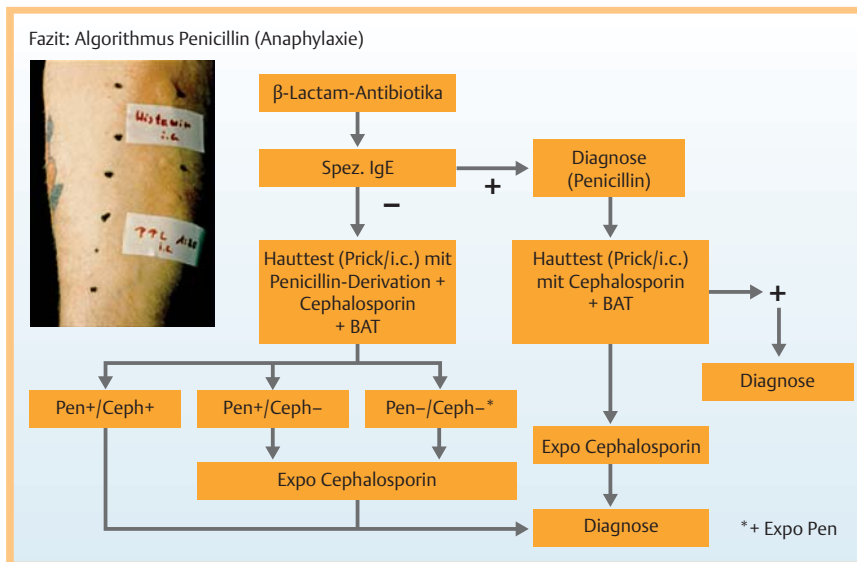 Fazit: Algorithmus Penicillin (Anaphylaxie)
Histamin
i.c.
PPL
i.c.
β-Lactam-Antibiotika
Spez. IgE
+
–
Diagnose
(Penicillin)
Hauttest (Prick/i.c.) mit
Penicillin-Derivation +
Cephalosporin
+ BAT
Hauttest (Prick/i.c.)
mit Cephalosporin
+ BAT
+
Diagnose
Pen+/Ceph+
Pen+/Ceph–
Pen–/Ceph–*
Expo Cephalosporin
Expo Cephalosporin
Diagnose
*+ Expo Pen